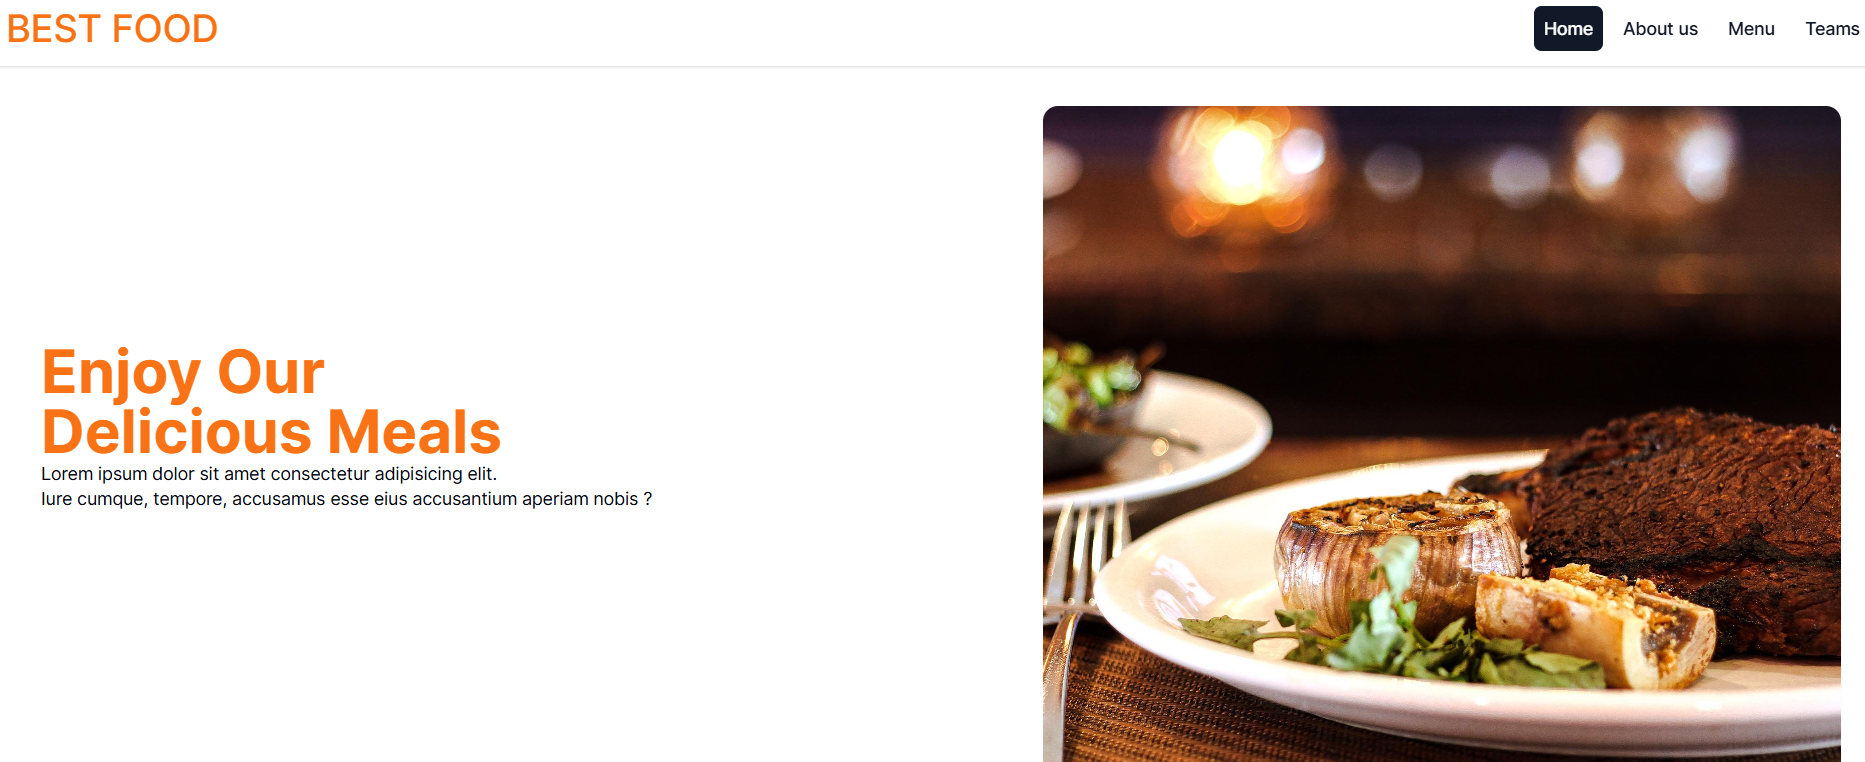 BEST FOOD
Home
About us
Menu
Teams
Enjoy Our
Delicious Meals
Lorem ipsum dolor sit amet consectetur adipisicing elit.
Iure cumque, tempore, accusamus esse eius accusantium aperiam nobis ?